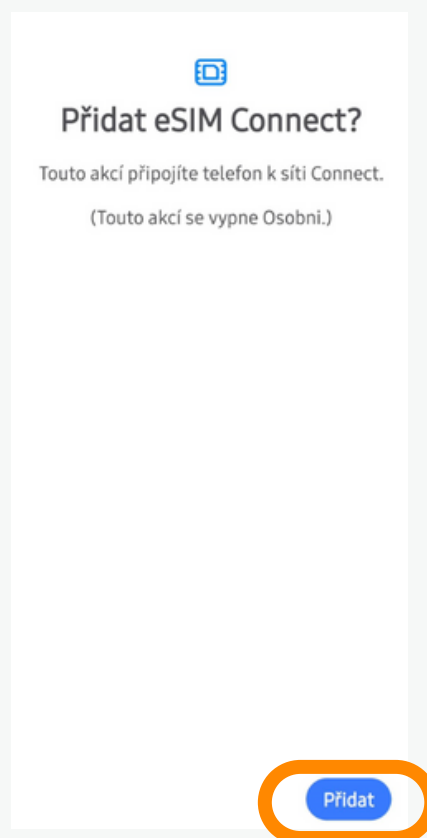 Přidat eSIM Connect?
Touto akcí připojíte telefon k síti Connect.
(Touto akcí se vypne Osobni.)
Přidat